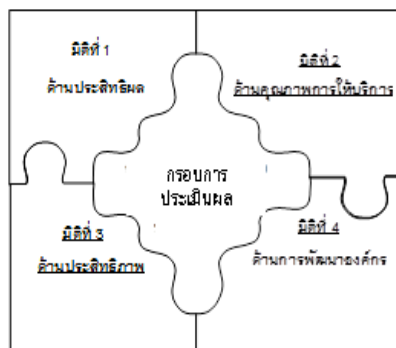 มิติที่ 1
ด้านประสิทธิผล
มิติที่ 2
ด้านคุณภาพการให้บริการ
กรอบการ
ประเมินผล
มิติที่ 3
ด้านประสิทธิภาพ
มิติที่ 4
ด้านการพัฒนาองค์กร